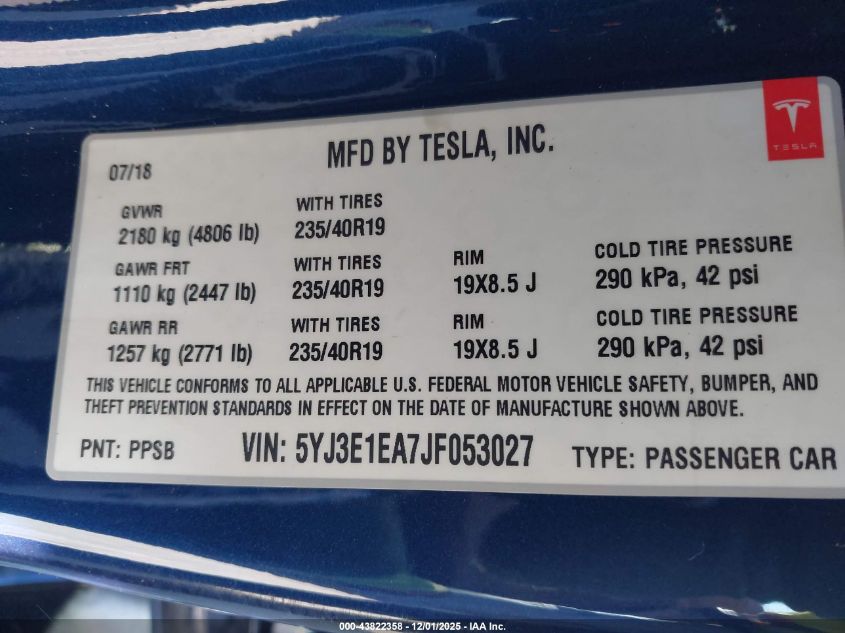 TESLA
MFD BY TESLA, INC.
07/18
GVWR
2180 kg (4806 lb)
WITH TIRES
235/40R19
GAWR FRT
1110 kg (2447 lb)
WITH TIRES
235/40R19
RIM
19X8.5 J
COLD TIRE PRESSURE
290 kPa, 42 psi
GAWR RR
1257 kg (2771 lb)
WITH TIRES
235/40R19
RIM
19X8.5 J
COLD TIRE PRESSURE
290 kPa, 42 psi
THIS VEHICLE CONFORMS TO ALL APPLICABLE U.S. FEDERAL MOTOR VEHICLE SAFETY, BUMPER, AND
THEFT PREVENTION STANDARDS IN EFFECT ON THE DATE OF MANUFACTURE SHOWN ABOVE.
PNT: PPSB
VIN: 5YJ3E1EA7JF053027
TYPE: PASSENGER CAR
000-43822358 - 12/01/2025 - IAA Inc.